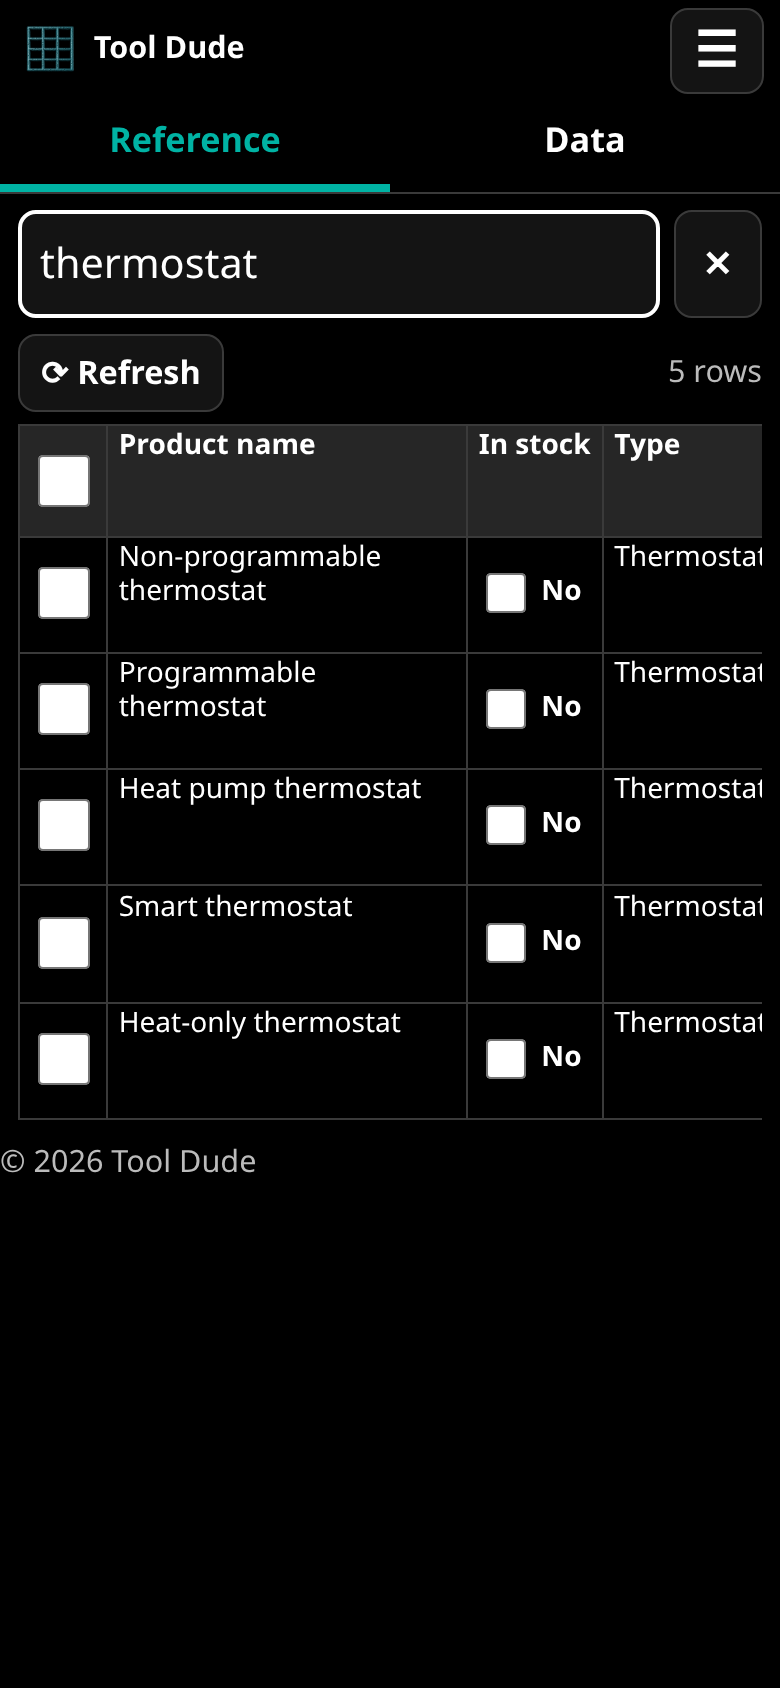 Tool Dude
☰
Reference Data
thermostat
✕
⟳ Refresh 5 rows
Product name In stock Type
Non-programmable
thermostat No Thermostat
Programmable
thermostat No Thermostat
Heat pump thermostat No Thermostat
Smart thermostat No Thermostat
Heat-only thermostat No Thermostat
© 2026 Tool Dude